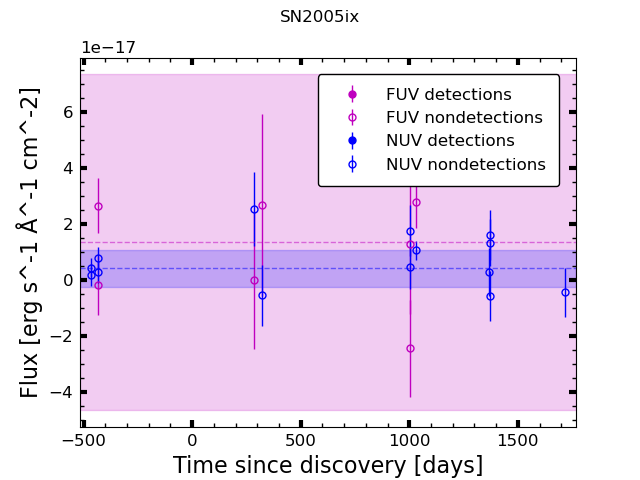 SN2005ix
1e−17
FUV detections
FUV nondetections
NUV detections
NUV nondetections
6
4
2
0
−2
−4
Flux [erg s^-1 Å^-1 cm^-2]
−500
0
500
1000
1500
Time since discovery [days]